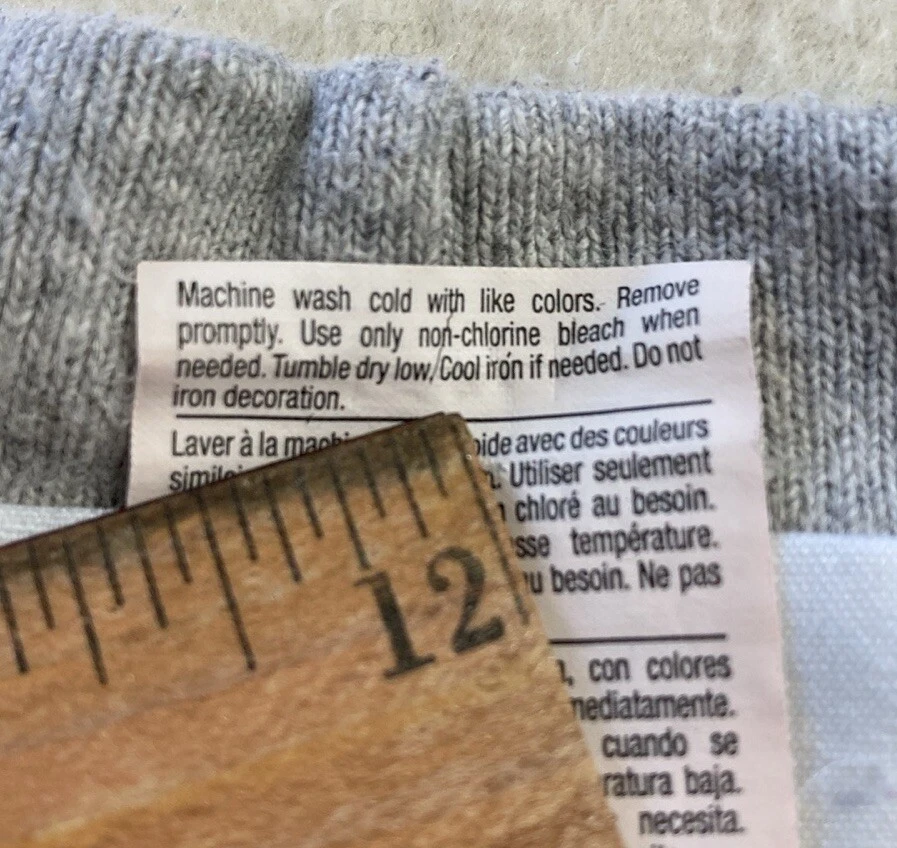 Machine wash cold with like colors. Remove
promptly. Use only non-chlorine bleach when
needed. Tumble dry low/Cool iron if needed. Do not
iron decoration.
Laver à la avec des couleurs
Utiliser seulement
chloré au besoin.
température.
besoin. Ne pas
12
con colores
cuando se
baja.
necesita.